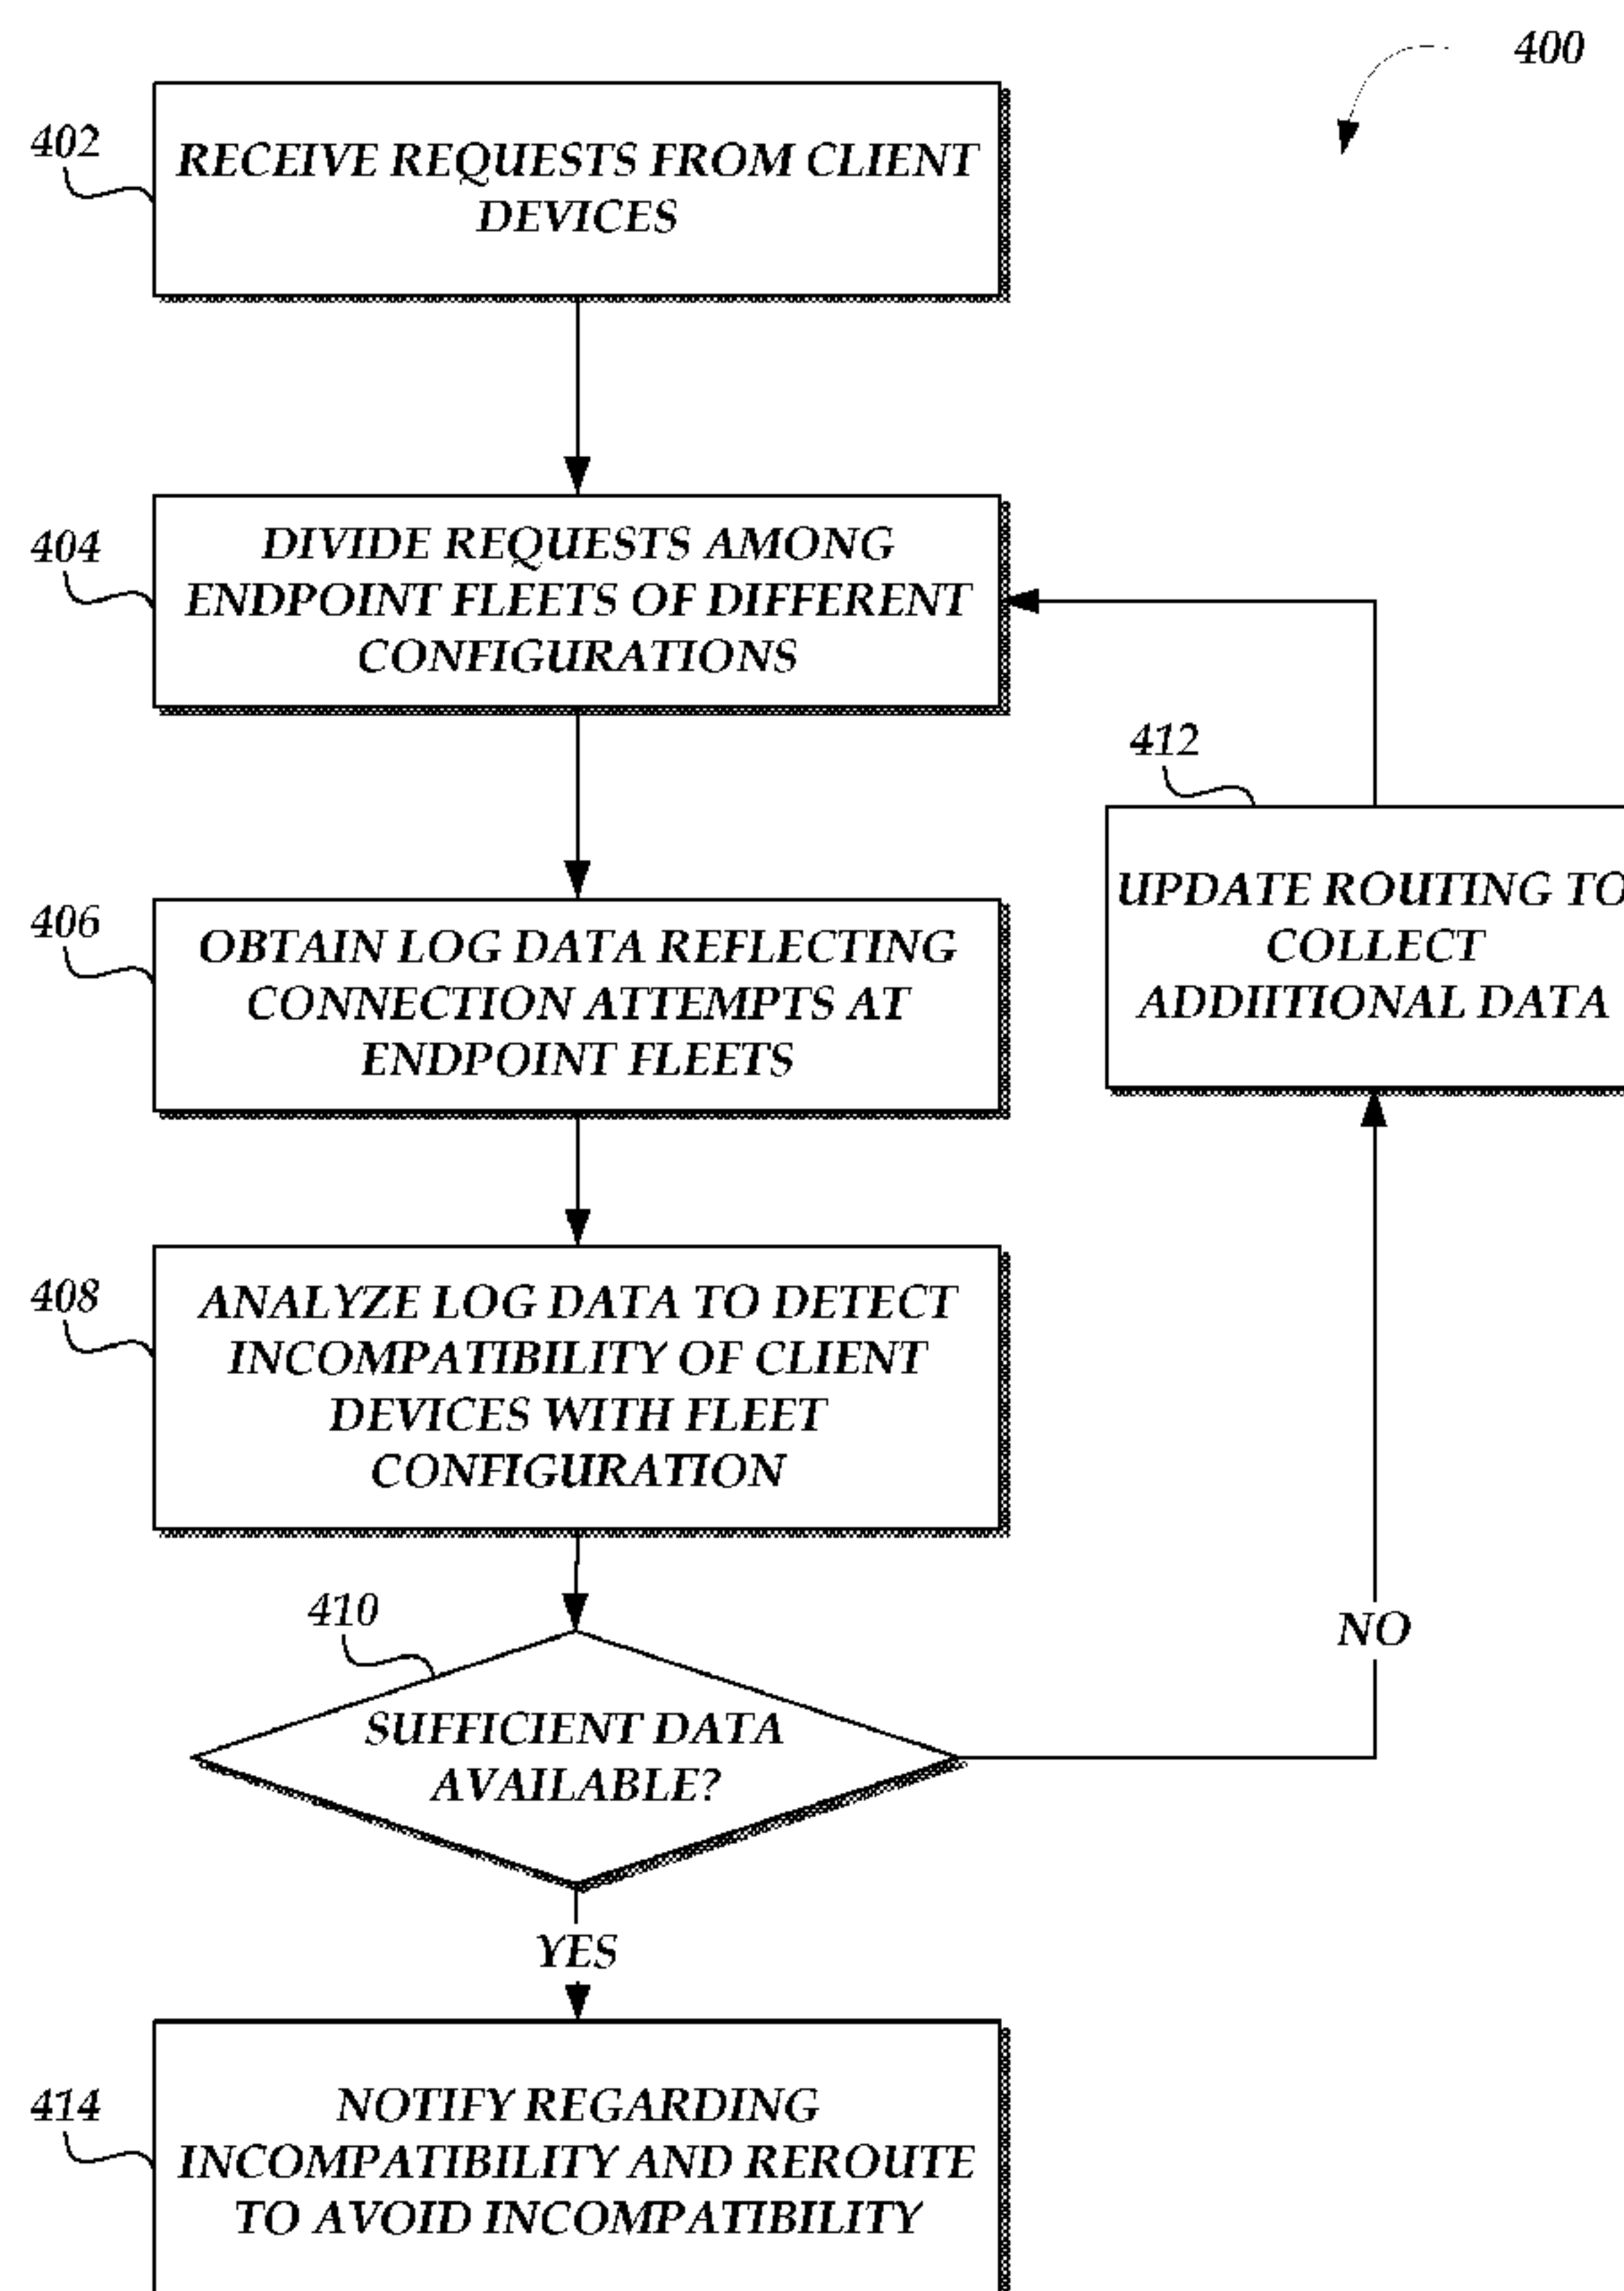 400
402
RECEIVE REQUESTS FROM CLIENT
DEVICES
404
DIVIDE REQUESTS AMONG
ENDPOINT FLEETS OF DIFFERENT
CONFIGURATIONS
412
UPDATE ROUTING TO
COLLECT
ADDIITIONAL DATA
406
OBTAIN LOG DATA REFLECTING
CONNECTION ATTEMPTS AT
ENDPOINT FLEETS
408
ANALYZE LOG DATA TO DETECT
INCOMPATIBILITY OF CLIENT
DEVICES WITH FLEET
CONFIGURATION
410
SUFFICIENT DATA
AVAILABLE?
NO
YES
414
NOTIFY REGARDING
INCOMPATIBILITY AND REROUTE
TO AVOID INCOMPATIBILITY